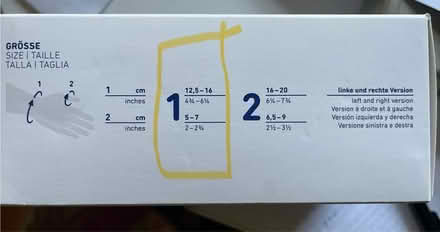 GRÖSSE
SIZE | TAILLE
TALLA | TAGLIA
1 2
1 cm 12,5–16 16–20
inches 4¾–6¼ 6¼–7¾
1 2
2 cm 5–7 6,5–9
inches 2–2¾ 2½–3½
linke und rechte Version
left and right version
Version à droite et à gauche
Versión izquierda y derecha
Versione sinistra e destra